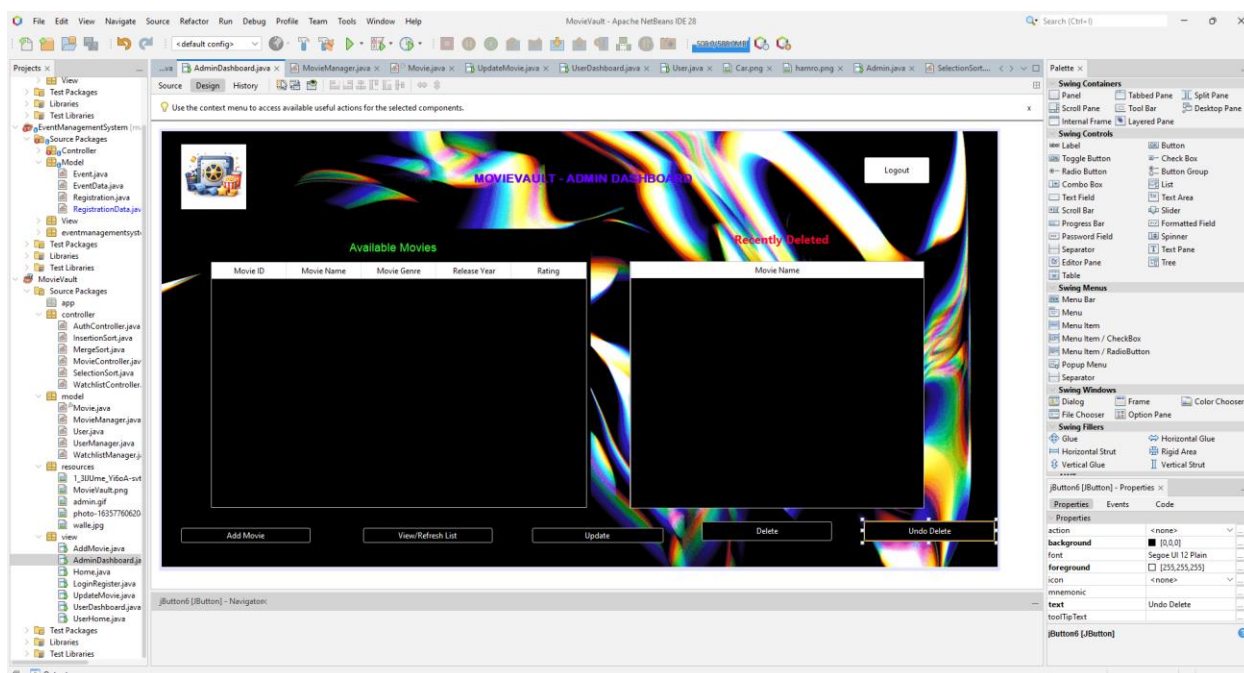 File Edit View Navigate Source Refactor Run Debug Profile Team Tools Window Help
MovieVault - Apache NetBeans IDE 28
Search (Ctrl+I)
<default config>
508.0/588.0MB
Projects ×
View
Test Packages
Libraries
Test Libraries
EventManagementSystem
Source Packages
Controller
Model
Event.java
EventData.java
Registration.java
RegistrationData.jav
View
eventmanagementsyst
Test Packages
Libraries
Test Libraries
MovieVault
Source Packages
app
controller
AuthController.java
InsertionSort.java
MergeSort.java
MovieController.jav
SelectionSort.java
WatchlistController.
model
Movie.java
MovieManager.java
User.java
UserManager.java
WatchlistManager.j
resources
MovieVault.png
admin.gif
photo-16357760620
walle.jpg
view
AddMovie.java
AdminDashboard.ja
Home.java
LoginRegister.java
UpdateMovie.java
UserDashboard.java
UserHome.java
Test Packages
Libraries
Test Libraries
...va AdminDashboard.java × MovieManager.java × Movie.java × UpdateMovie.java × UserDashboard.java × User.java × Car.png × hamro.png × Admin.java × SelectionSort....
Source Design History
Use the context menu to access available useful actions for the selected components. x
MOVIEVAULT - ADMIN DASHBOARD
Logout
Available Movies
Recently Deleted
Movie ID Movie Name Movie Genre Release Year Rating
Movie Name
Add Movie
View/Refresh List
Update
Delete
Undo Delete
jButton6 [JButton] - Navigator
Palette ×
Swing Containers
Panel Tabbed Pane Split Pane
Scroll Pane Tool Bar Desktop Pane
Internal Frame Layered Pane
Swing Controls
Label Button
Toggle Button Check Box
Radio Button Button Group
Combo Box List
Text Field Text Area
Scroll Bar Slider
Progress Bar Formatted Field
Password Field Spinner
Separator Text Pane
Editor Pane Tree
Table
Swing Menus
Menu Bar
Menu
Menu Item
Menu Item / CheckBox
Menu Item / RadioButton
Popup Menu
Separator
Swing Windows
Dialog Frame Color Chooser
File Chooser Option Pane
Swing Fillers
Glue Horizontal Glue
Horizontal Strut Rigid Area
Vertical Glue Vertical Strut
jButton6 [JButton] - Properties ×
Properties Events Code
Properties
action <none>
background [0,0,0]
font Segoe UI 12 Plain
foreground [255,255,255]
icon <none>
mnemonic
text Undo Delete
toolTipText
jButton6 [JButton]